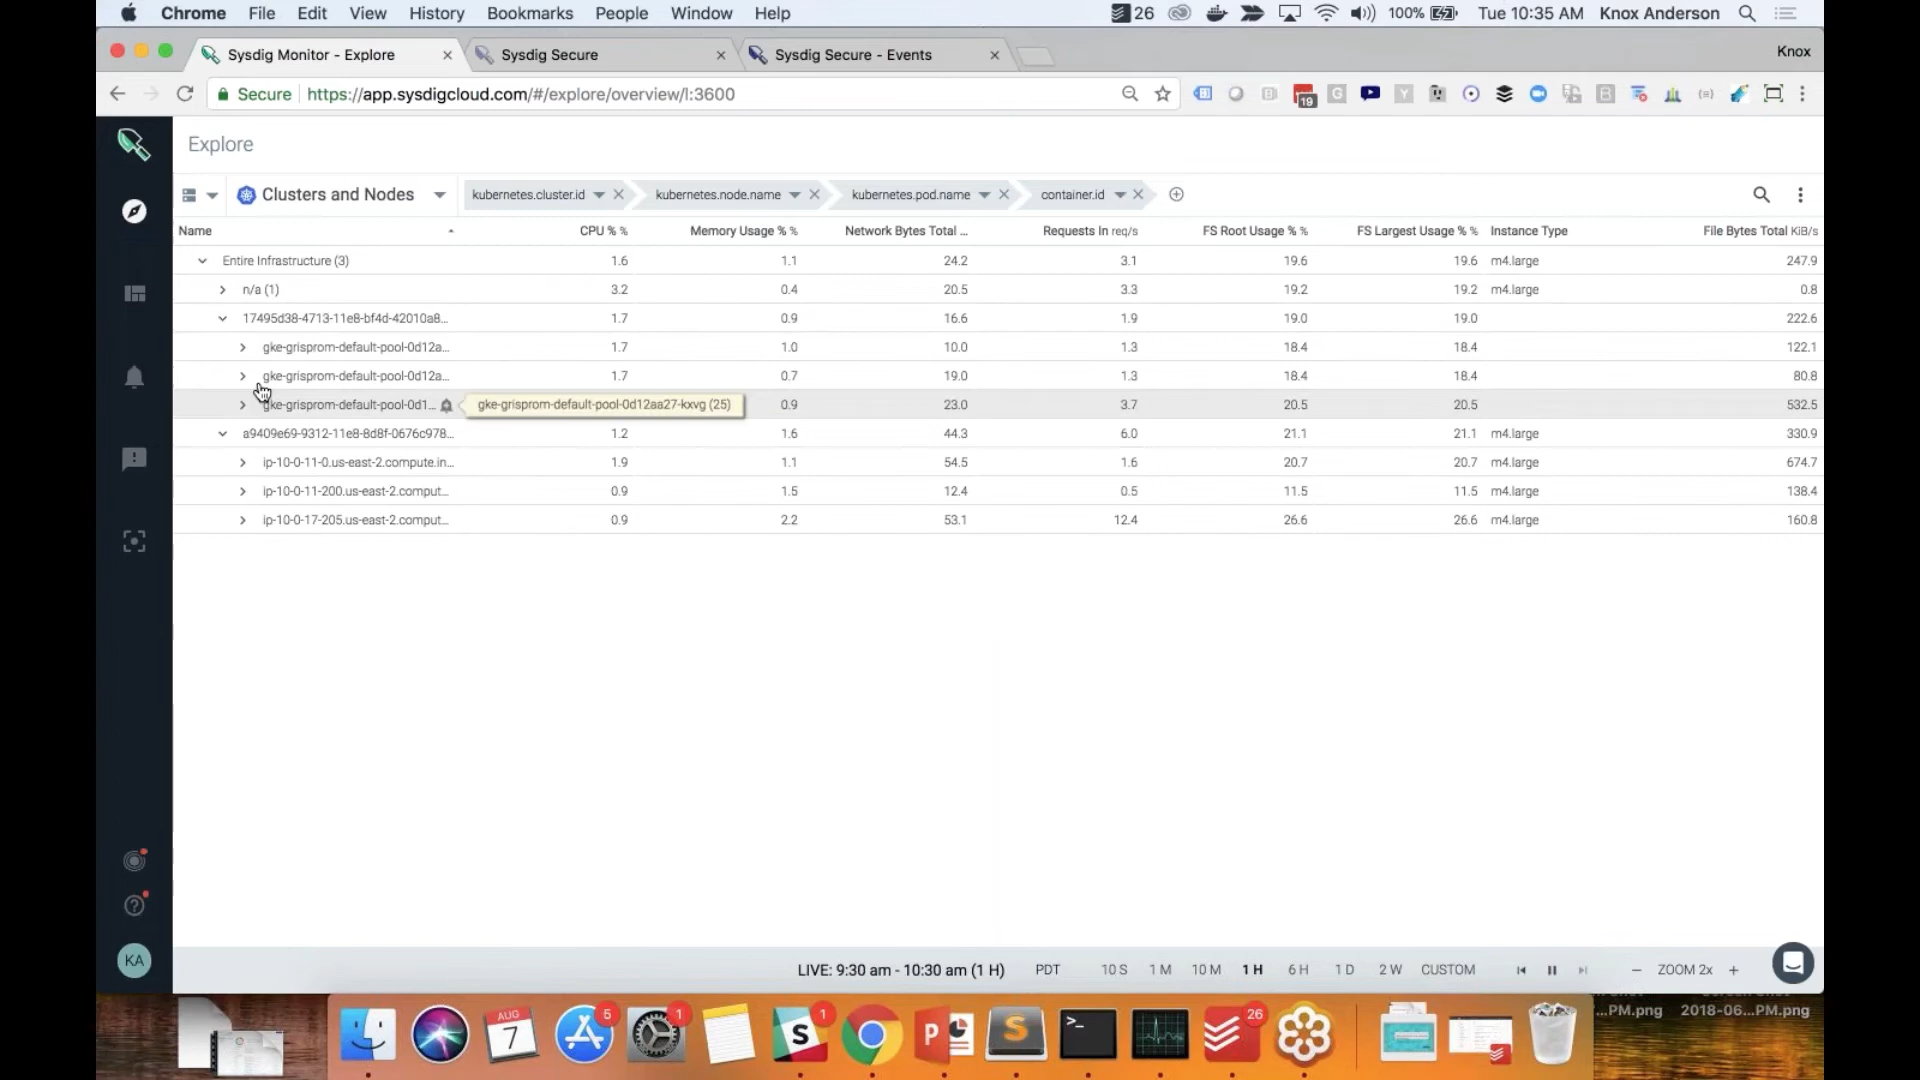 Chrome File Edit View History Bookmarks People Window Help 26 100% Tue 10:35 AM Knox Anderson
Sysdig Monitor - Explore Sysdig Secure Sysdig Secure - Events Knox
Secure https://app.sysdigcloud.com/#/explore/overview/l:3600 19
Explore
Clusters and Nodes kubernetes.cluster.id kubernetes.node.name kubernetes.pod.name container.id
Name CPU % % Memory Usage % % Network Bytes Total ... Requests In req/s FS Root Usage % % FS Largest Usage % % Instance Type File Bytes Total KiB/s
Entire Infrastructure (3) 1.6 1.1 24.2 3.1 19.6 19.6 m4.large 247.9
n/a (1) 3.2 0.4 20.5 3.3 19.2 19.2 m4.large 0.8
17495d38-4713-11e8-bf4d-42010a8... 1.7 0.9 16.6 1.9 19.0 19.0 222.6
gke-grisprom-default-pool-0d12a... 1.7 1.0 10.0 1.3 18.4 18.4 122.1
gke-grisprom-default-pool-0d12a... 1.7 0.7 19.0 1.3 18.4 18.4 80.8
gke-grisprom-default-pool-0d1... gke-grisprom-default-pool-0d12aa27-kxvg (25) 0.9 23.0 3.7 20.5 20.5 532.5
a9409e69-9312-11e8-8d8f-0676c978... 1.2 1.6 44.3 6.0 21.1 21.1 m4.large 330.9
ip-10-0-11-0.us-east-2.compute.in... 1.9 1.1 54.5 1.6 20.7 20.7 m4.large 674.7
ip-10-0-11-200.us-east-2.comput... 0.9 1.5 12.4 0.5 11.5 11.5 m4.large 138.4
ip-10-0-17-205.us-east-2.comput... 0.9 2.2 53.1 12.4 26.6 26.6 m4.large 160.8
KA
LIVE: 9:30 am - 10:30 am (1 H) PDT 10 S 1 M 10 M 1 H 6 H 1 D 2 W CUSTOM ZOOM 2x
AUG 7 5 1 1 26
...PM.png 2018-06...PM.png